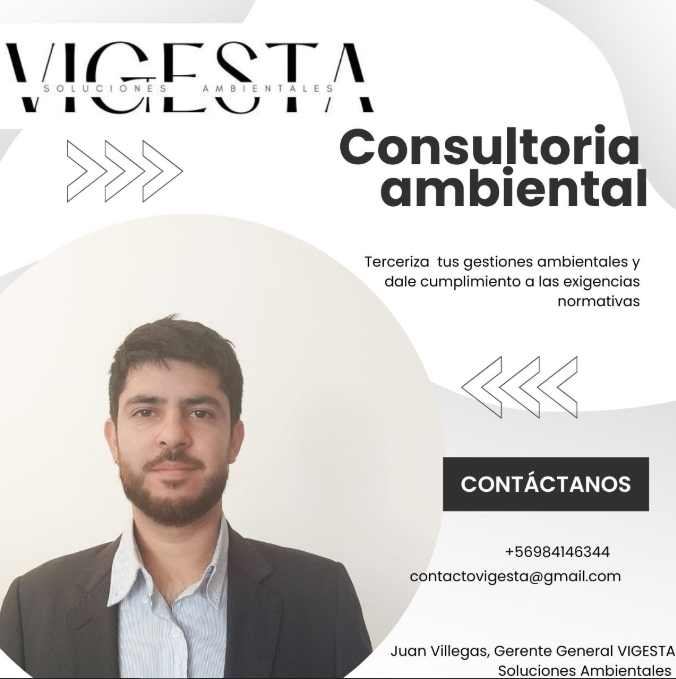 VIGESTA
SOLUCIONES AMBIENTALES
Consultoria
ambiental
Terceriza tus gestiones ambientales y
dale cumplimiento a las exigencias
normativas
CONTÁCTANOS
+56984146344
contactovigesta@gmail.com
Juan Villegas, Gerente General VIGESTA
Soluciones Ambientales